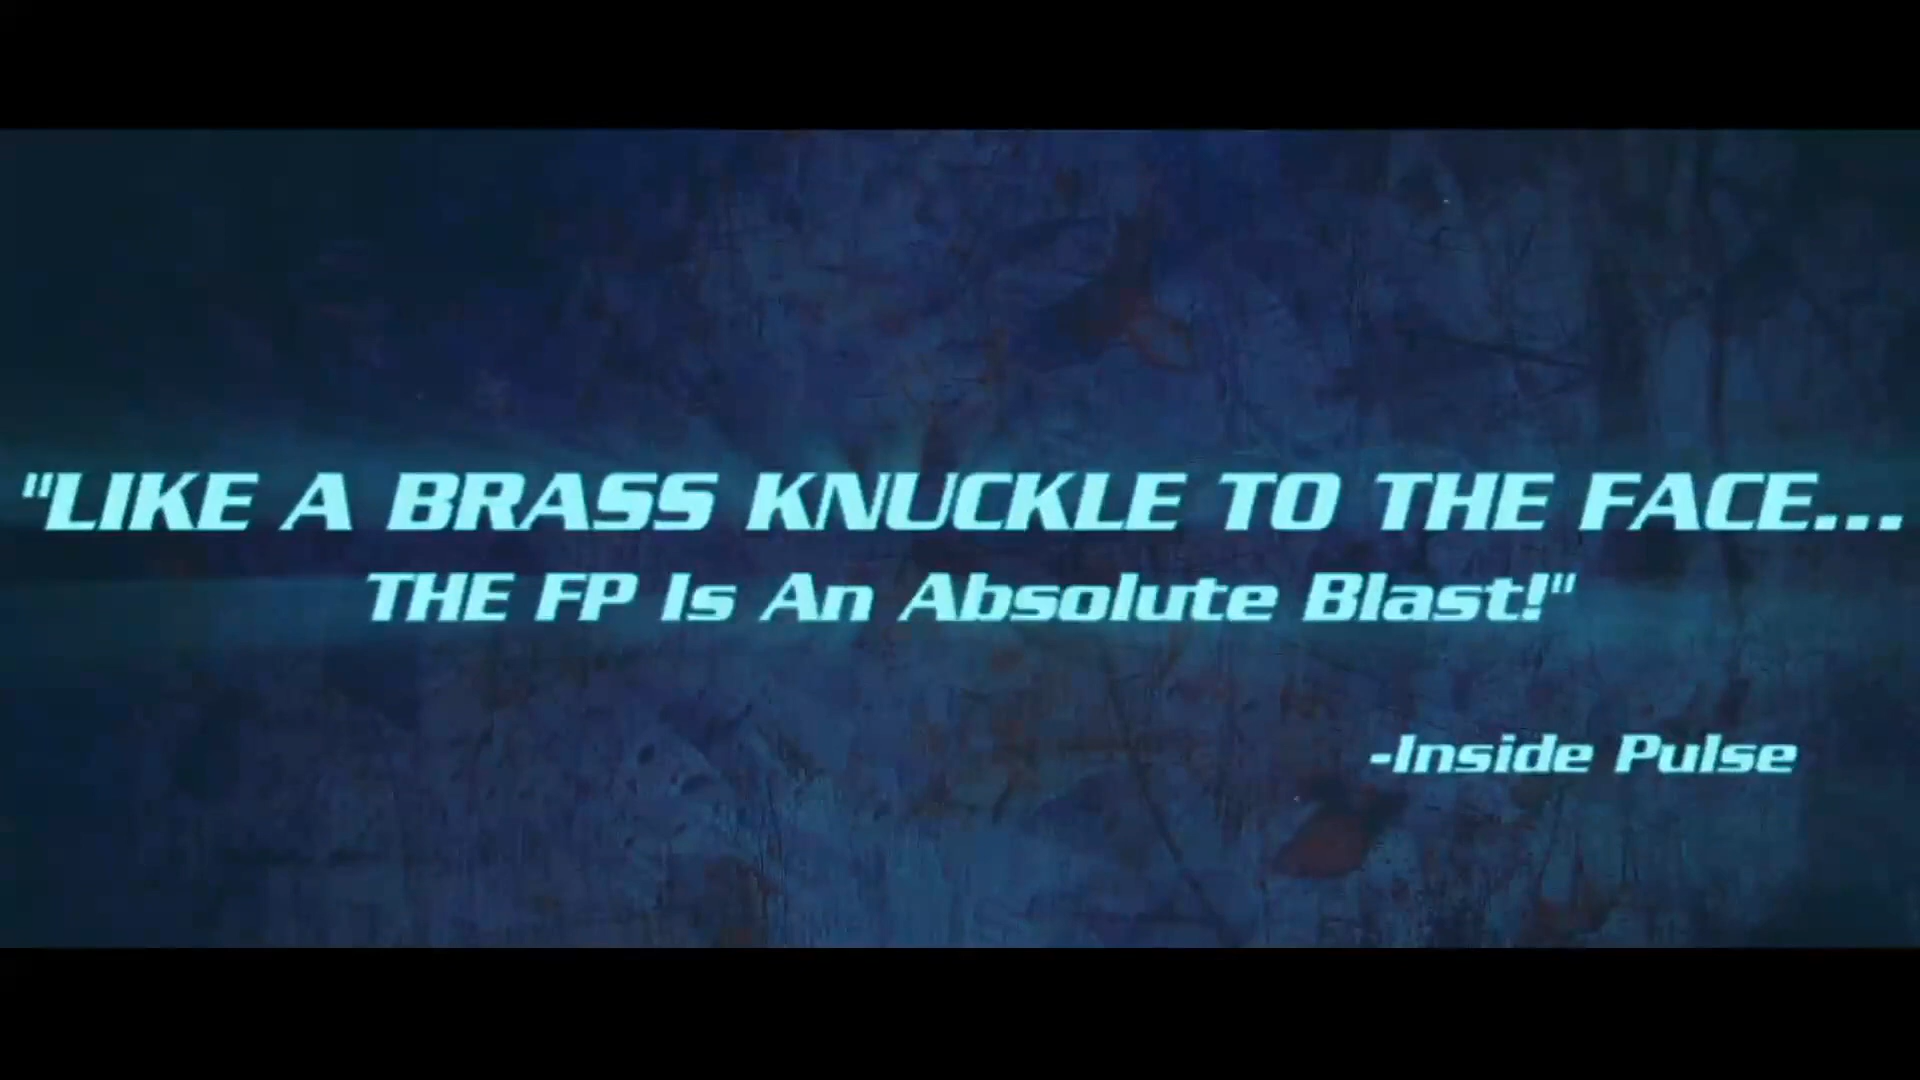 "LIKE A BRASS KNUCKLE TO THE FACE...
THE FP Is An Absolute Blast!"
-Inside Pulse